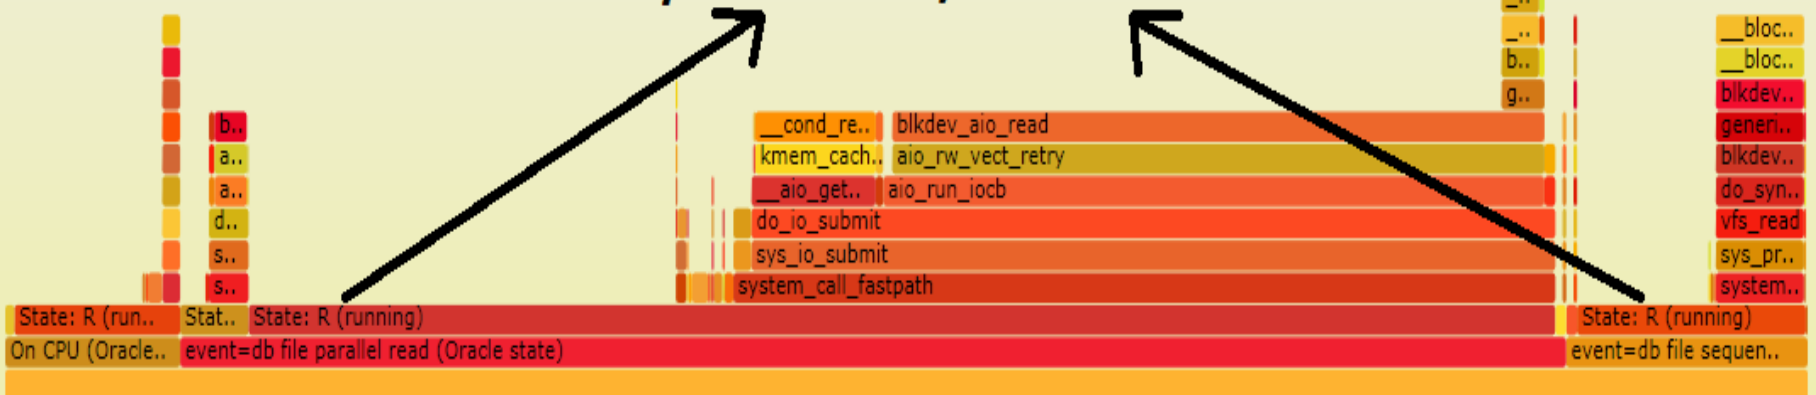 _..
_.. __bloc..
b.. __bloc..
g.. blkdev..
b.. __cond_re.. blkdev_aio_read generi..
a.. kmem_cach.. aio_rw_vect_retry blkdev..
a.. __aio_get.. aio_run_iocb do_syn..
d.. do_io_submit vfs_read
s.. sys_io_submit sys_pr..
s.. system_call_fastpath system..
State: R (run.. Stat.. State: R (running) State: R (running)
On CPU (Oracle.. event=db file parallel read (Oracle state) event=db file sequen..